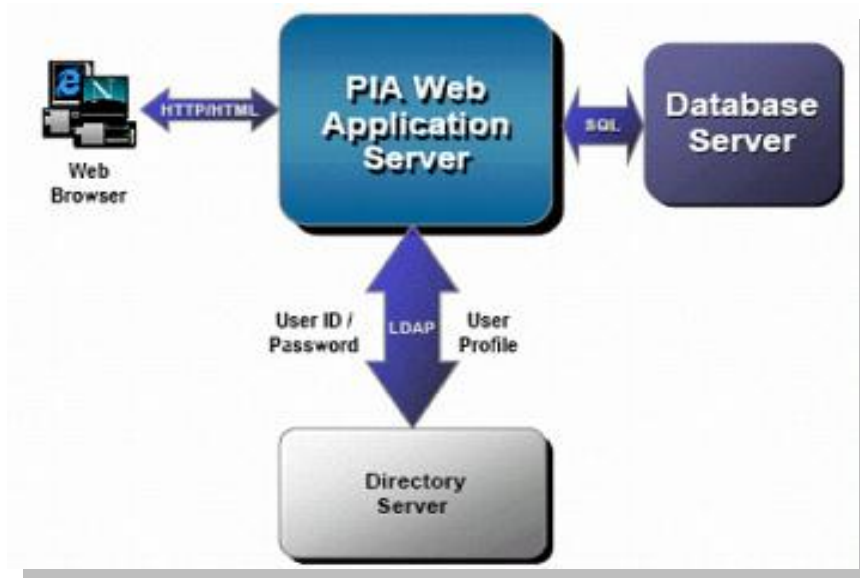 PIA Web
Application
Server
HTTP/HTML
SQL
Database
Server
Web
Browser
User ID /
Password
LDAP
User
Profile
Directory
Server